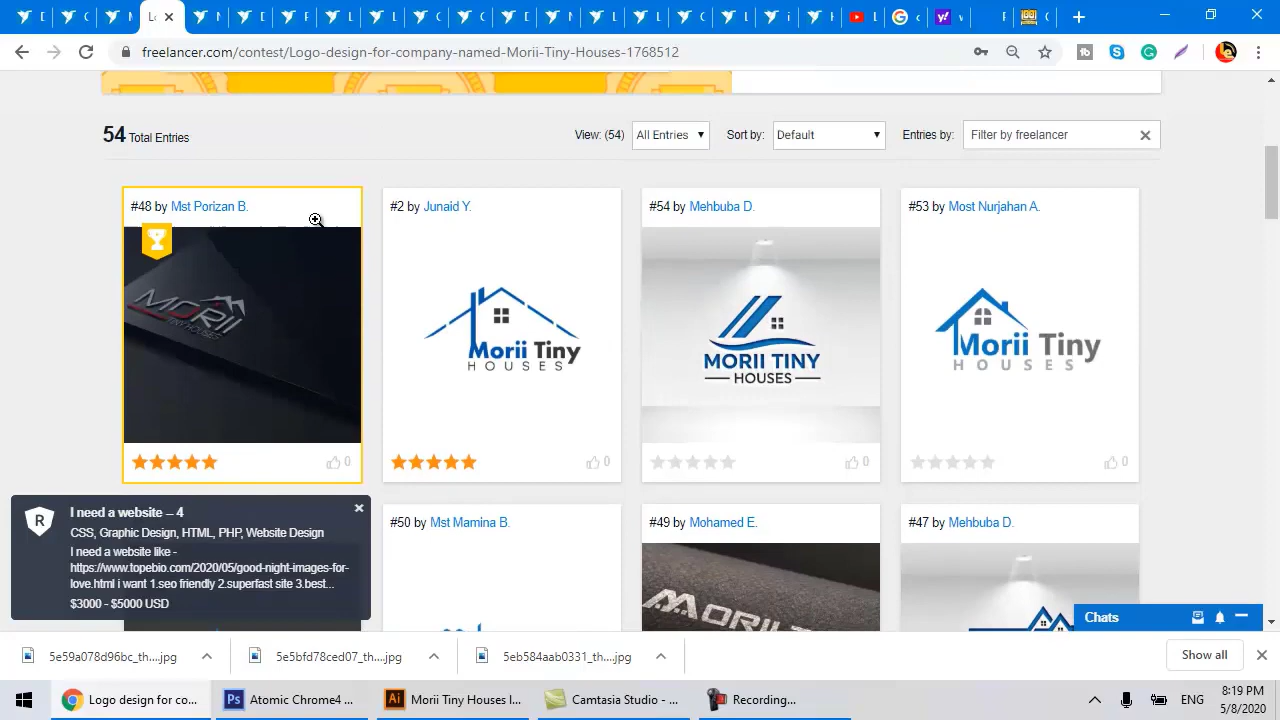 freelancer.com/contest/Logo-design-for-company-named-Morii-Tiny-Houses-1768512
54 Total Entries
View: (54)
All Entries
Sort by:
Default
Entries by:
Filter by freelancer
#48 by Mst Porizan B.
#2 by Junaid Y.
#54 by Mehbuba D.
#53 by Most Nurjahan A.
MORII
TINY HOUSES
Morii Tiny
HOUSES
MORII TINY
HOUSES
Morii Tiny
HOUSES
0
0
0
0
R
I need a website – 4
CSS, Graphic Design, HTML, PHP, Website Design
I need a website like -
https://www.topebio.com/2020/05/good-night-images-for-
love.html i want 1.seo friendly 2.superfast site 3.best...
$3000 - $5000 USD
#50 by Mst Mamina B.
#49 by Mohamed E.
#47 by Mehbuba D.
Chats
5e59a078d96bc_th....jpg
5e5bfd78ced07_th....jpg
5eb584aab0331_th....jpg
Show all
Logo design for co...
Ps
Atomic Chrome4 ...
Ai
Morii Tiny Houses l...
Camtasia Studio - ...
Recording...
ENG
8:19 PM
5/8/2020